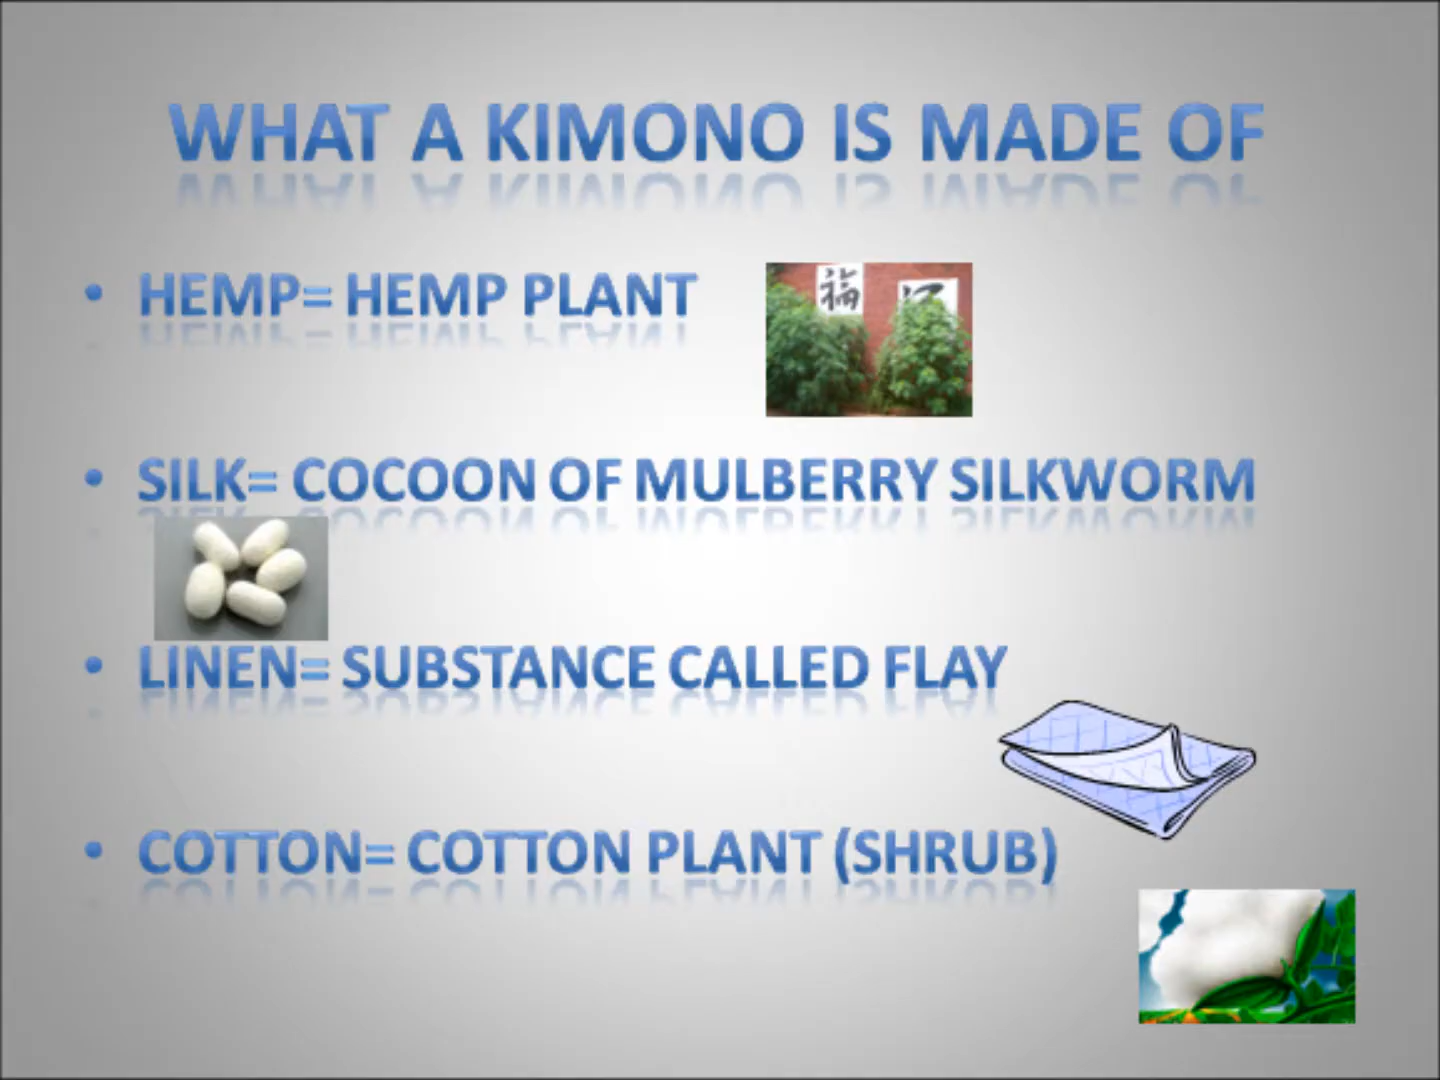 WHAT A KIMONO IS MADE OF
• HEMP= HEMP PLANT
福
• SILK= COCOON OF MULBERRY SILKWORM
• LINEN= SUBSTANCE CALLED FLAY
• COTTON= COTTON PLANT (SHRUB)